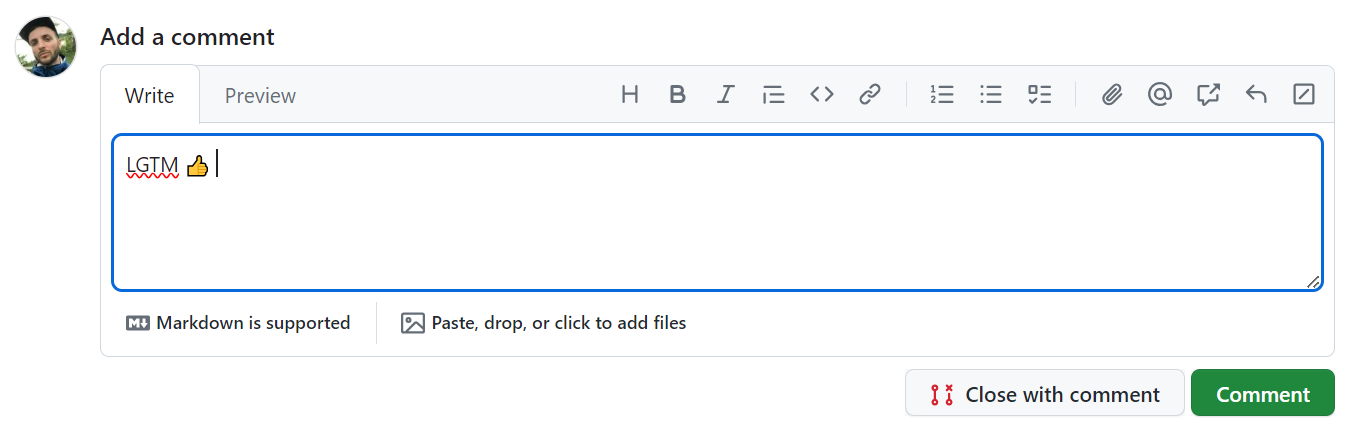 Add a comment
Write Preview
LGTM 👍
Markdown is supported Paste, drop, or click to add files
Close with comment Comment